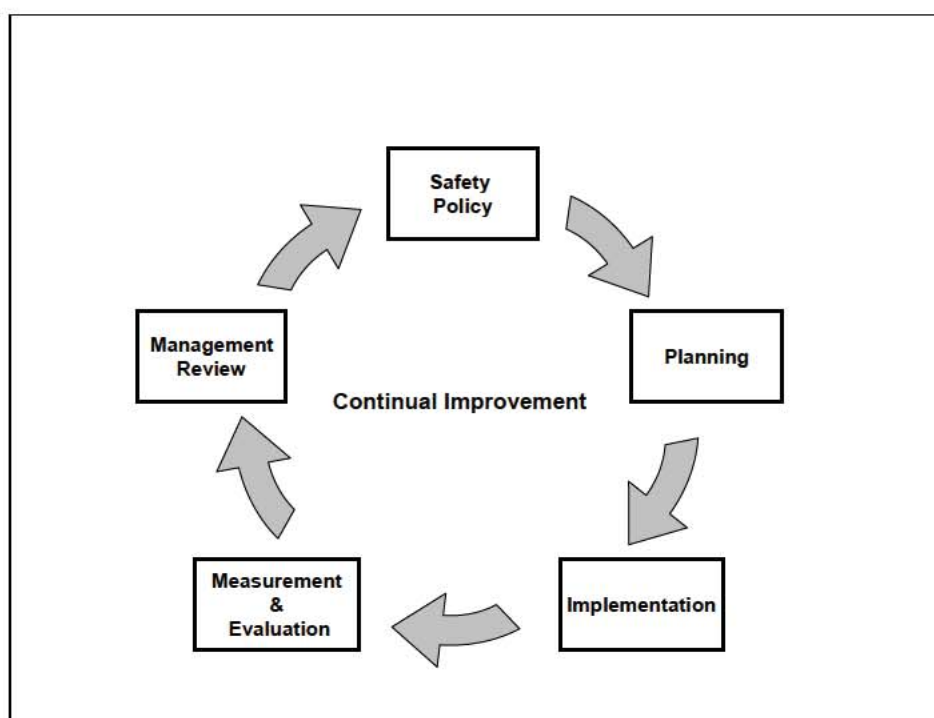 Safety
Policy
Planning
Implementation
Measurement
&
Evaluation
Management
Review
Continual Improvement